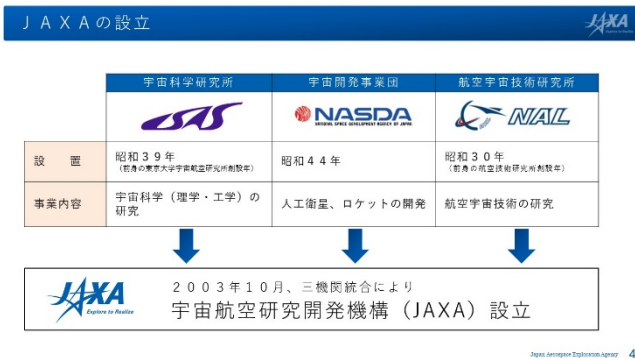 JAXAの設立
JAXA
Explore to Realize
宇宙科学研究所
宇宙開発事業団
航空宇宙技術研究所
ISAS
NASDA
NATIONAL SPACE DEVELOPMENT AGENCY OF JAPAN
NAL
設　置
昭和39年
（前身の東京大学宇宙航空研究所創設年）
昭和44年
昭和30年
（前身の航空技術研究所創設年）
事業内容
宇宙科学（理学・工学）の
研究
人工衛星、ロケットの開発
航空宇宙技術の研究
JAXA
Explore to Realize
2003年10月、三機関統合により
宇宙航空研究開発機構（JAXA）設立
Japan Aerospace Exploration Agency 4